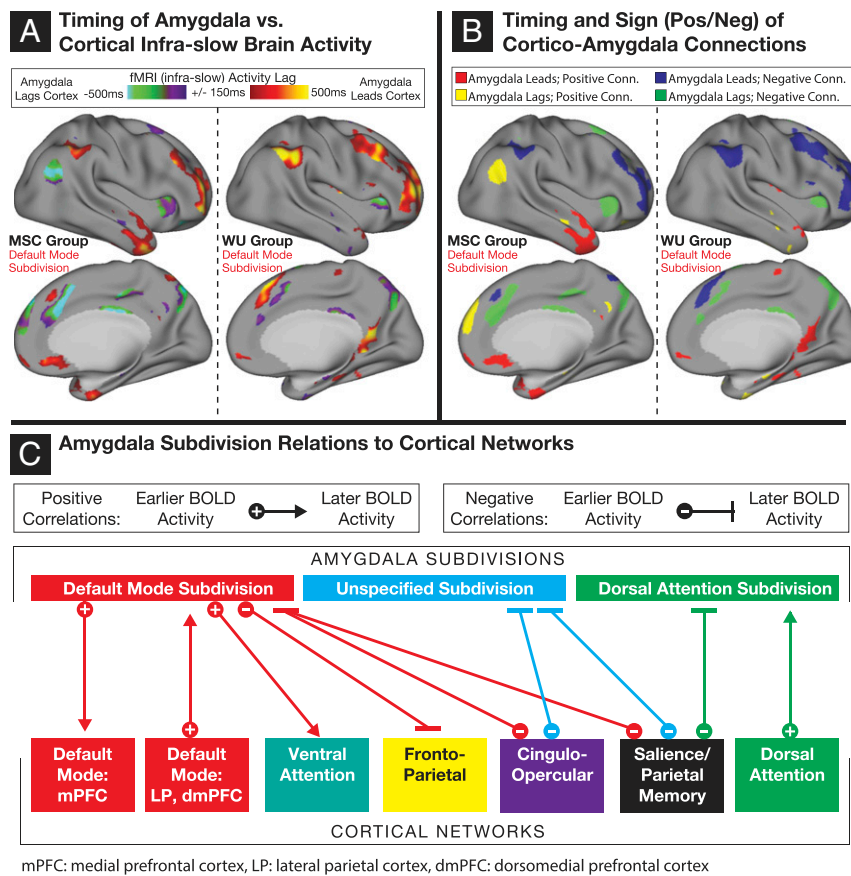 A
Timing of Amygdala vs.
Cortical Infra-slow Brain Activity
Amygdala
Lags Cortex
fMRI (infra-slow) Activity Lag
-500ms
+/- 150ms
500ms
Amygdala
Leads Cortex
MSC Group
Default Mode
Subdivision
WU Group
Default Mode
Subdivision
B
Timing and Sign (Pos/Neg) of
Cortico-Amygdala Connections
Amygdala Leads; Positive Conn.
Amygdala Leads; Negative Conn.
Amygdala Lags; Positive Conn.
Amygdala Lags; Negative Conn.
MSC Group
Default Mode
Subdivision
WU Group
Default Mode
Subdivision
C
Amygdala Subdivision Relations to Cortical Networks
Positive
Correlations:
Earlier BOLD
Activity
+
Later BOLD
Activity
Negative
Correlations:
Earlier BOLD
Activity
-
Later BOLD
Activity
AMYGDALA SUBDIVISIONS
Default Mode Subdivision
Unspecified Subdivision
Dorsal Attention Subdivision
+ + -
+ - - - - - +
Default
Mode:
mPFC
Default
Mode:
LP, dmPFC
Ventral
Attention
Fronto-
Parietal
Cingulo-
Opercular
Salience/
Parietal
Memory
Dorsal
Attention
CORTICAL NETWORKS
mPFC: medial prefrontal cortex, LP: lateral parietal cortex, dmPFC: dorsomedial prefrontal cortex